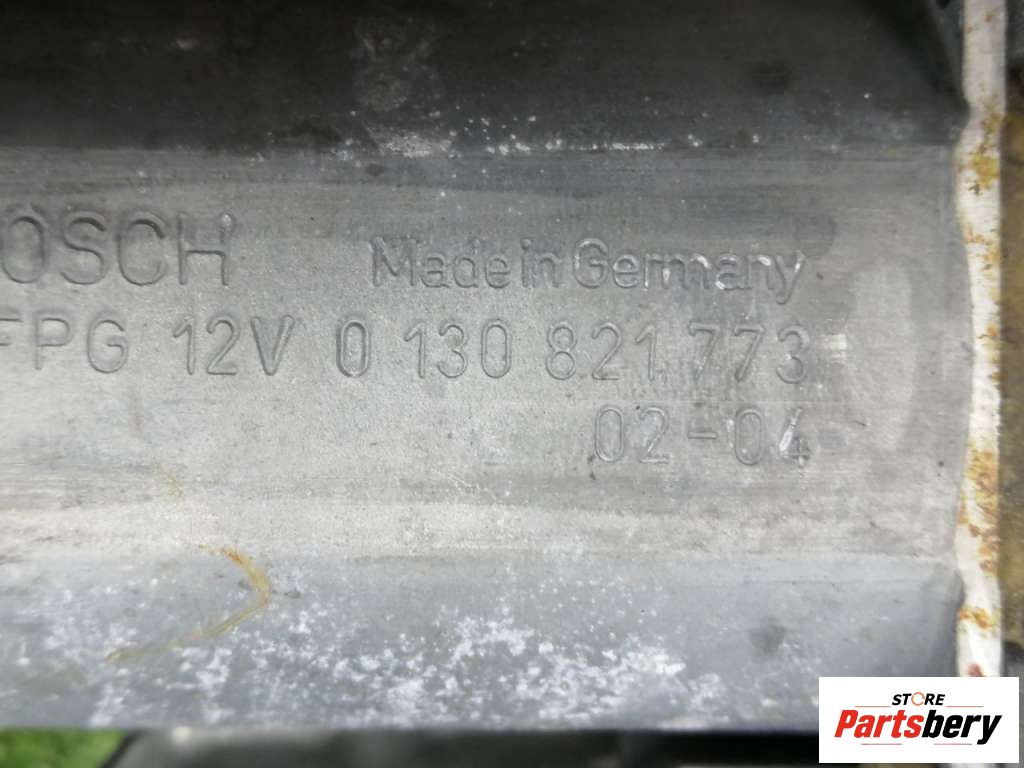 OSCH Made in Germany
FPG 12V 0 130 821 773
02-04
STORE
Partsbery